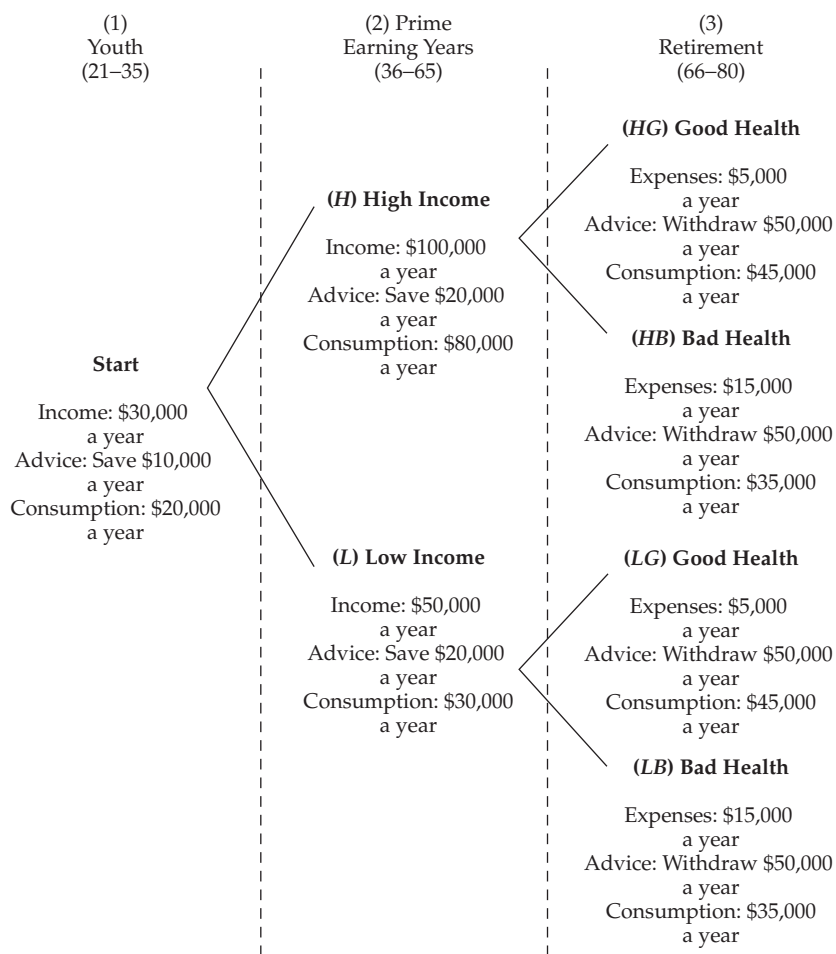 (1)
Youth
(21–35)
(2) Prime
Earning Years
(36–65)
(3)
Retirement
(66–80)
Start
Income: $30,000
a year
Advice: Save $10,000
a year
Consumption: $20,000
a year
(H) High Income
Income: $100,000
a year
Advice: Save $20,000
a year
Consumption: $80,000
a year
(L) Low Income
Income: $50,000
a year
Advice: Save $20,000
a year
Consumption: $30,000
a year
(HG) Good Health
Expenses: $5,000
a year
Advice: Withdraw $50,000
a year
Consumption: $45,000
a year
(HB) Bad Health
Expenses: $15,000
a year
Advice: Withdraw $50,000
a year
Consumption: $35,000
a year
(LG) Good Health
Expenses: $5,000
a year
Advice: Withdraw $50,000
a year
Consumption: $45,000
a year
(LB) Bad Health
Expenses: $15,000
a year
Advice: Withdraw $50,000
a year
Consumption: $35,000
a year